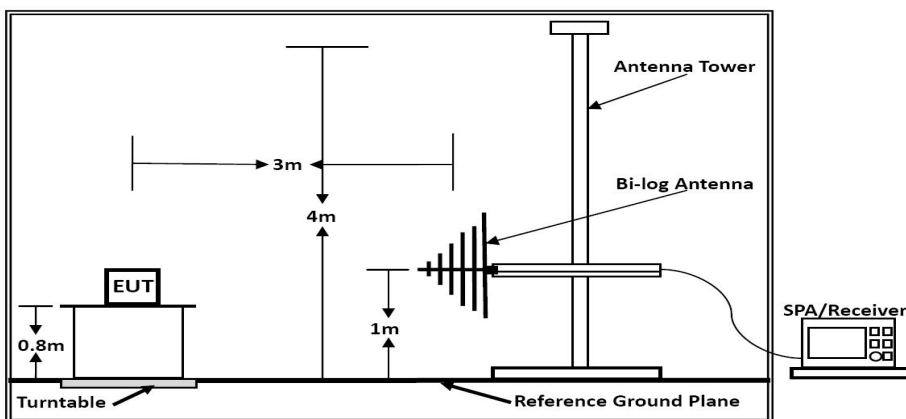 Antenna Tower
3m
Bi-log Antenna
4m
EUT
SPA/Receiver
1m
0.8m
Turntable
Reference Ground Plane